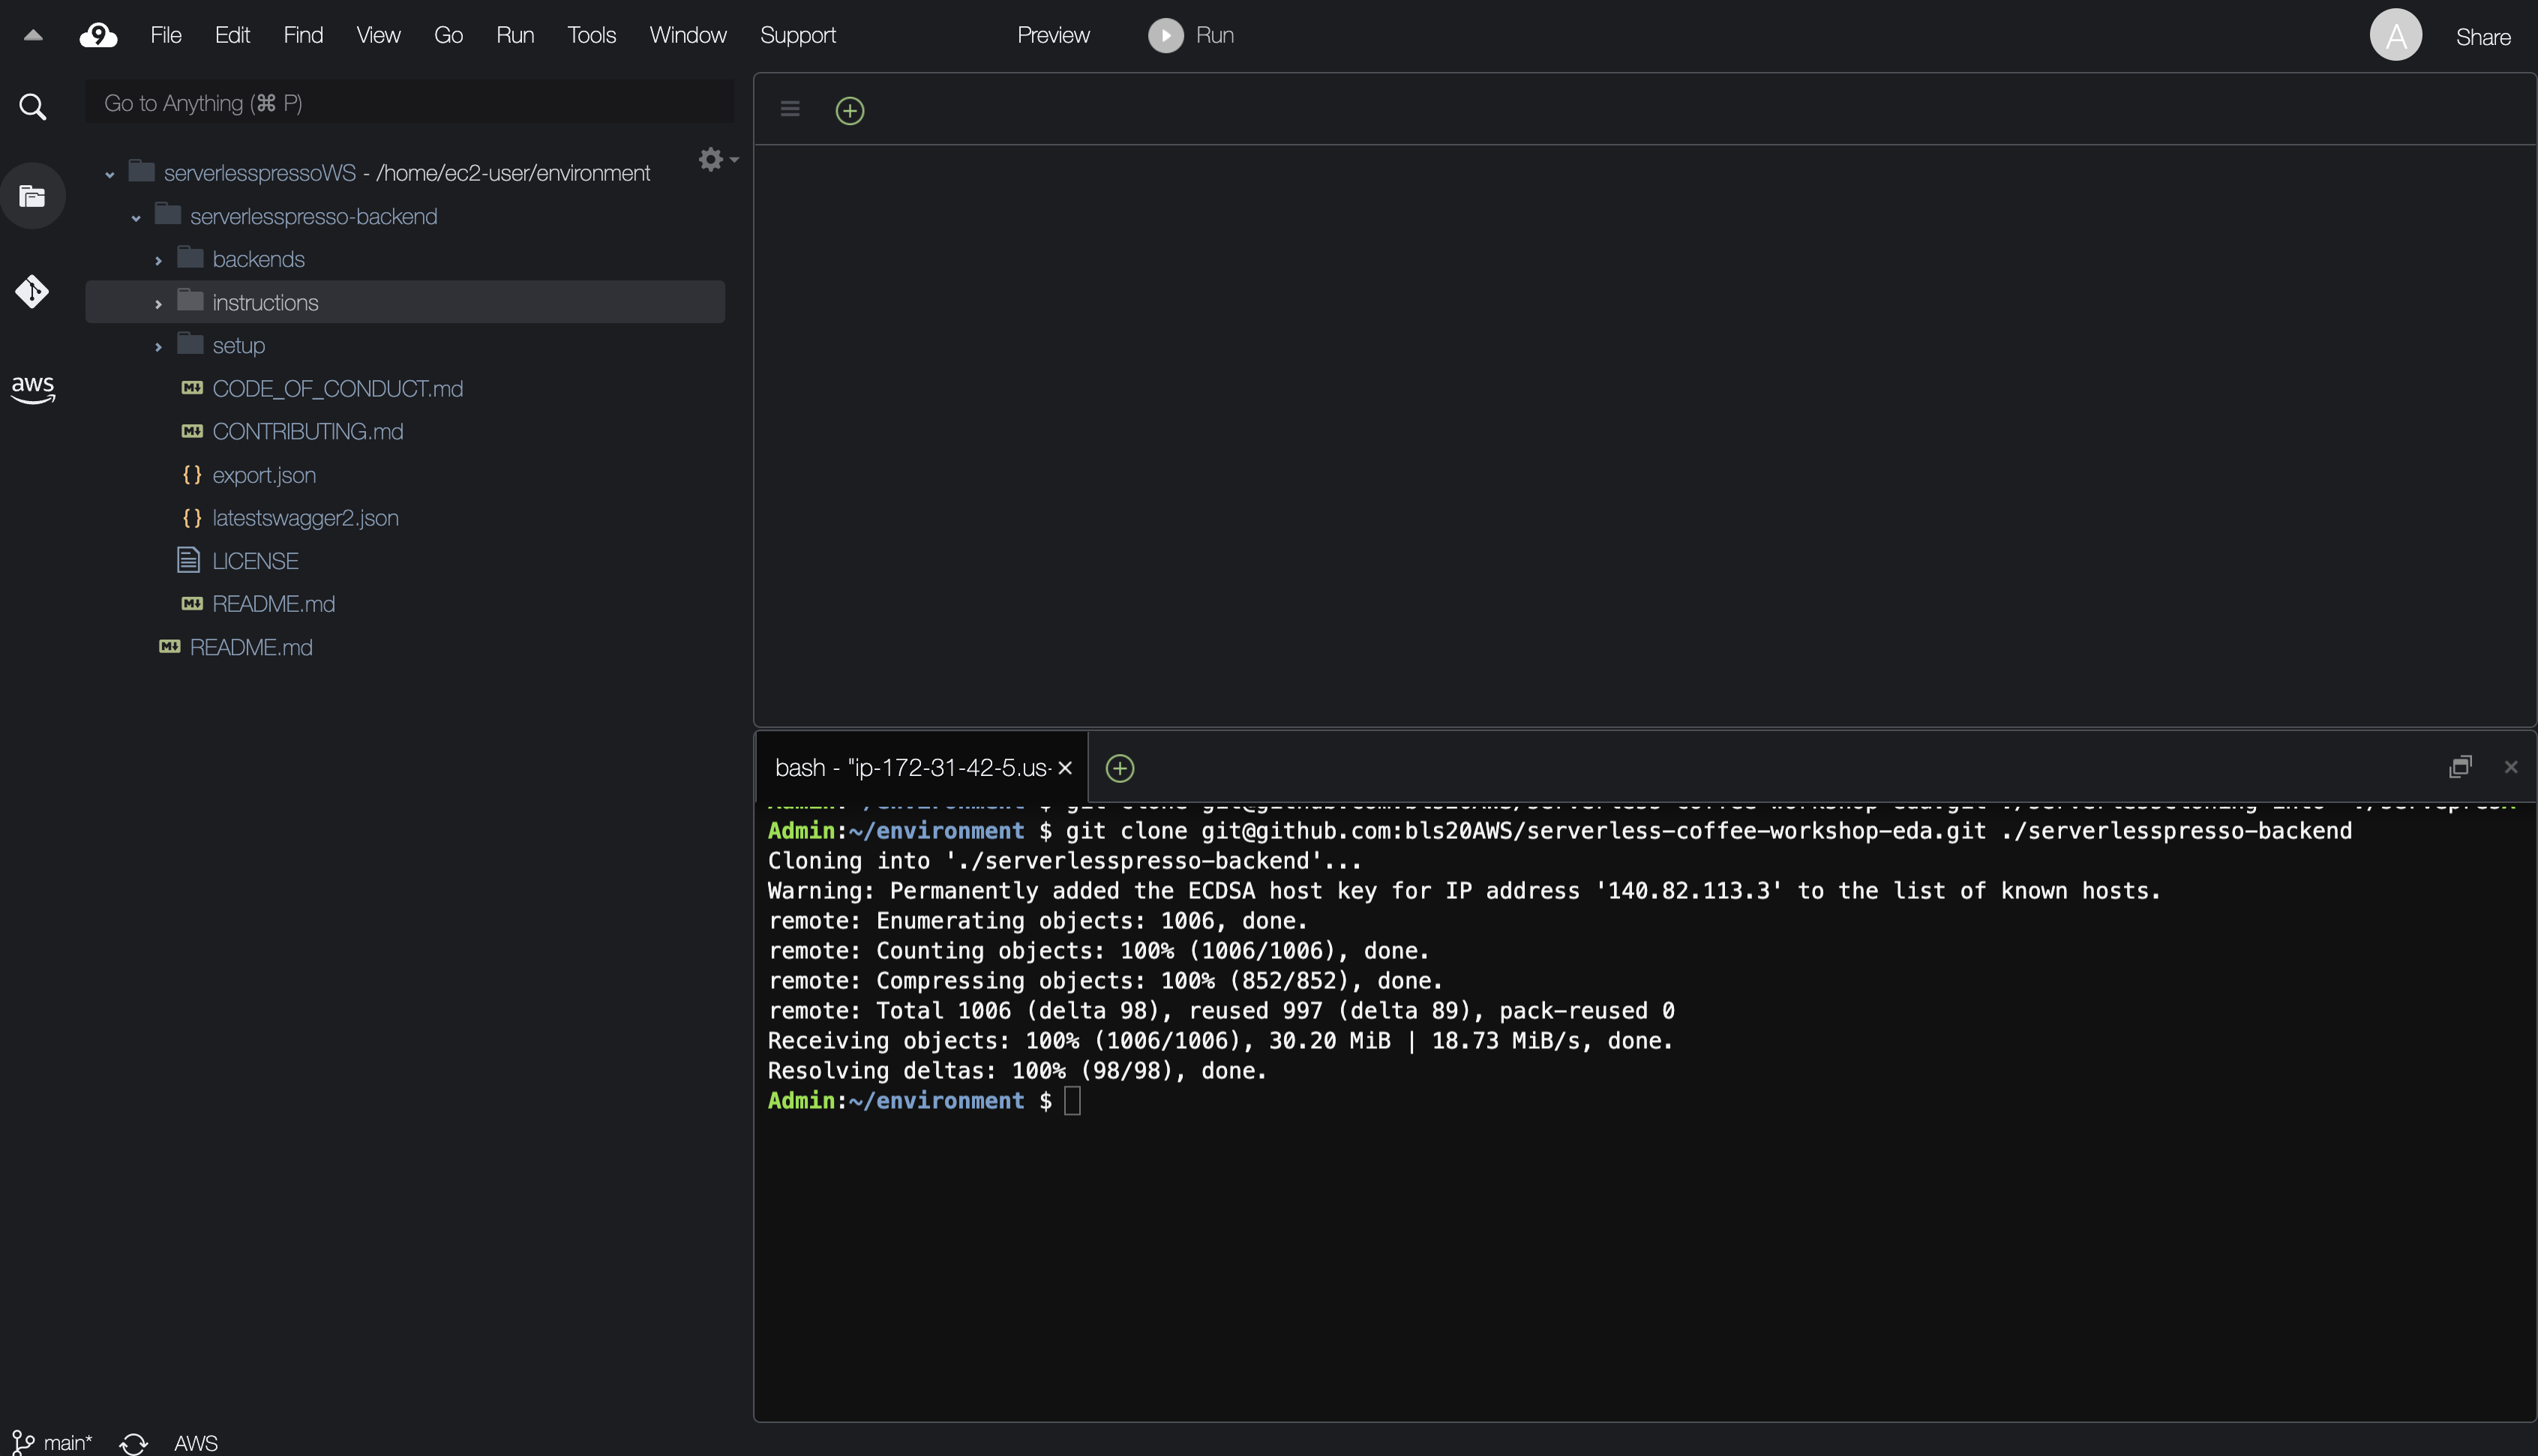 File Edit Find View Go Run Tools Window Support Preview Run A Share
9
Go to Anything (⌘ P)
serverlesspressoWS - /home/ec2-user/environment
serverlesspresso-backend
backends
instructions
setup
CODE_OF_CONDUCT.md
CONTRIBUTING.md
{} export.json
{} latestswagger2.json
LICENSE
README.md
README.md
aws
bash - "ip-172-31-42-5.us-
Admin:~/environment $ git clone git@github.com:bls20AWS/serverless-coffee-workshop-eda.git ./serverlesspresso-backend
Cloning into './serverlesspresso-backend'...
Warning: Permanently added the ECDSA host key for IP address '140.82.113.3' to the list of known hosts.
remote: Enumerating objects: 1006, done.
remote: Counting objects: 100% (1006/1006), done.
remote: Compressing objects: 100% (852/852), done.
remote: Total 1006 (delta 98), reused 997 (delta 89), pack-reused 0
Receiving objects: 100% (1006/1006), 30.20 MiB | 18.73 MiB/s, done.
Resolving deltas: 100% (98/98), done.
Admin:~/environment $
main* AWS